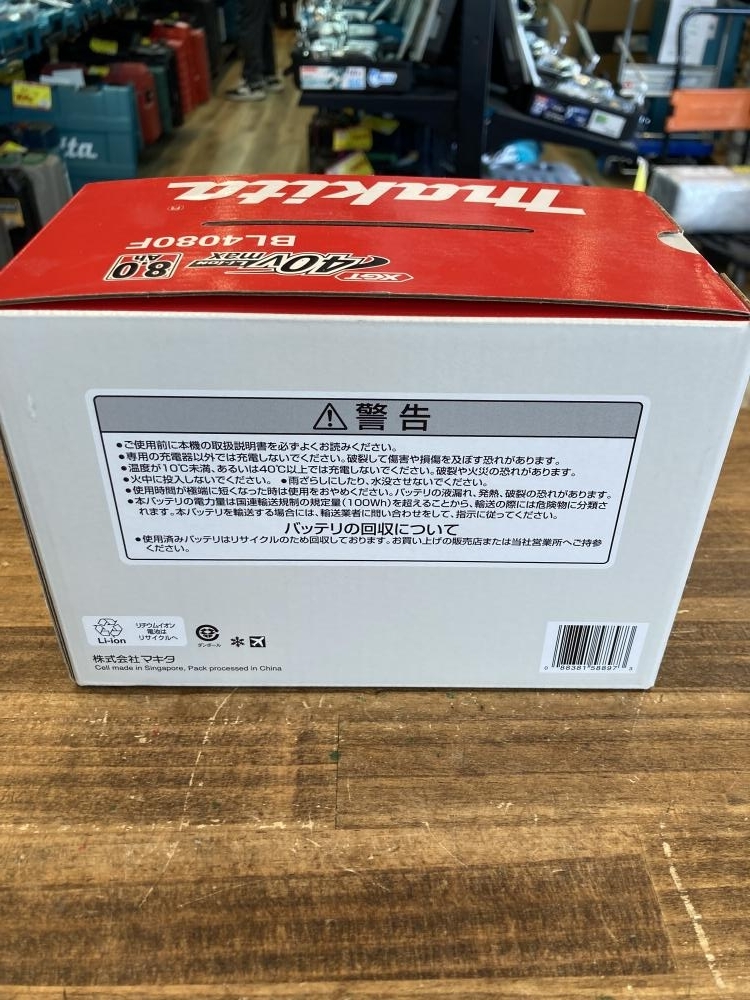 makita
BL4080F
XGT 40Vmax Li-ion 8.0 Ah
⚠警告
●ご使用前に本機の取扱説明書を必ずよくお読みください。
●専用の充電器以外では充電しないでください。破裂して傷害や損傷を及ぼす恐れがあります。
●温度が10℃未満、あるいは40℃以上では充電しないでください。破裂や火災の恐れがあります。
●火中に投入しないでください。 ●雨ざらしにしたり、水没させないでください。
●使用時間が極端に短くなった時は使用をおやめください。バッテリの液漏れ、発熱、破裂の恐れがあります。
●本バッテリの電力量は国連輸送規制の規定量(100Wh)を超えることから、輸送の際には危険物に分類さ
れます。本バッテリを輸送する場合には、輸送業者に問い合わせをして、指示に従ってください。
バッテリの回収について
●使用済みバッテリはリサイクルのため回収しております。お買い上げの販売店または当社営業所へご持参
ください。
Li-ion
リチウムイオン
電池は
リサイクルへ
ダンボール
株式会社マキタ
Cell made in Singapore, Pack processed in China
0 88381 58897 3